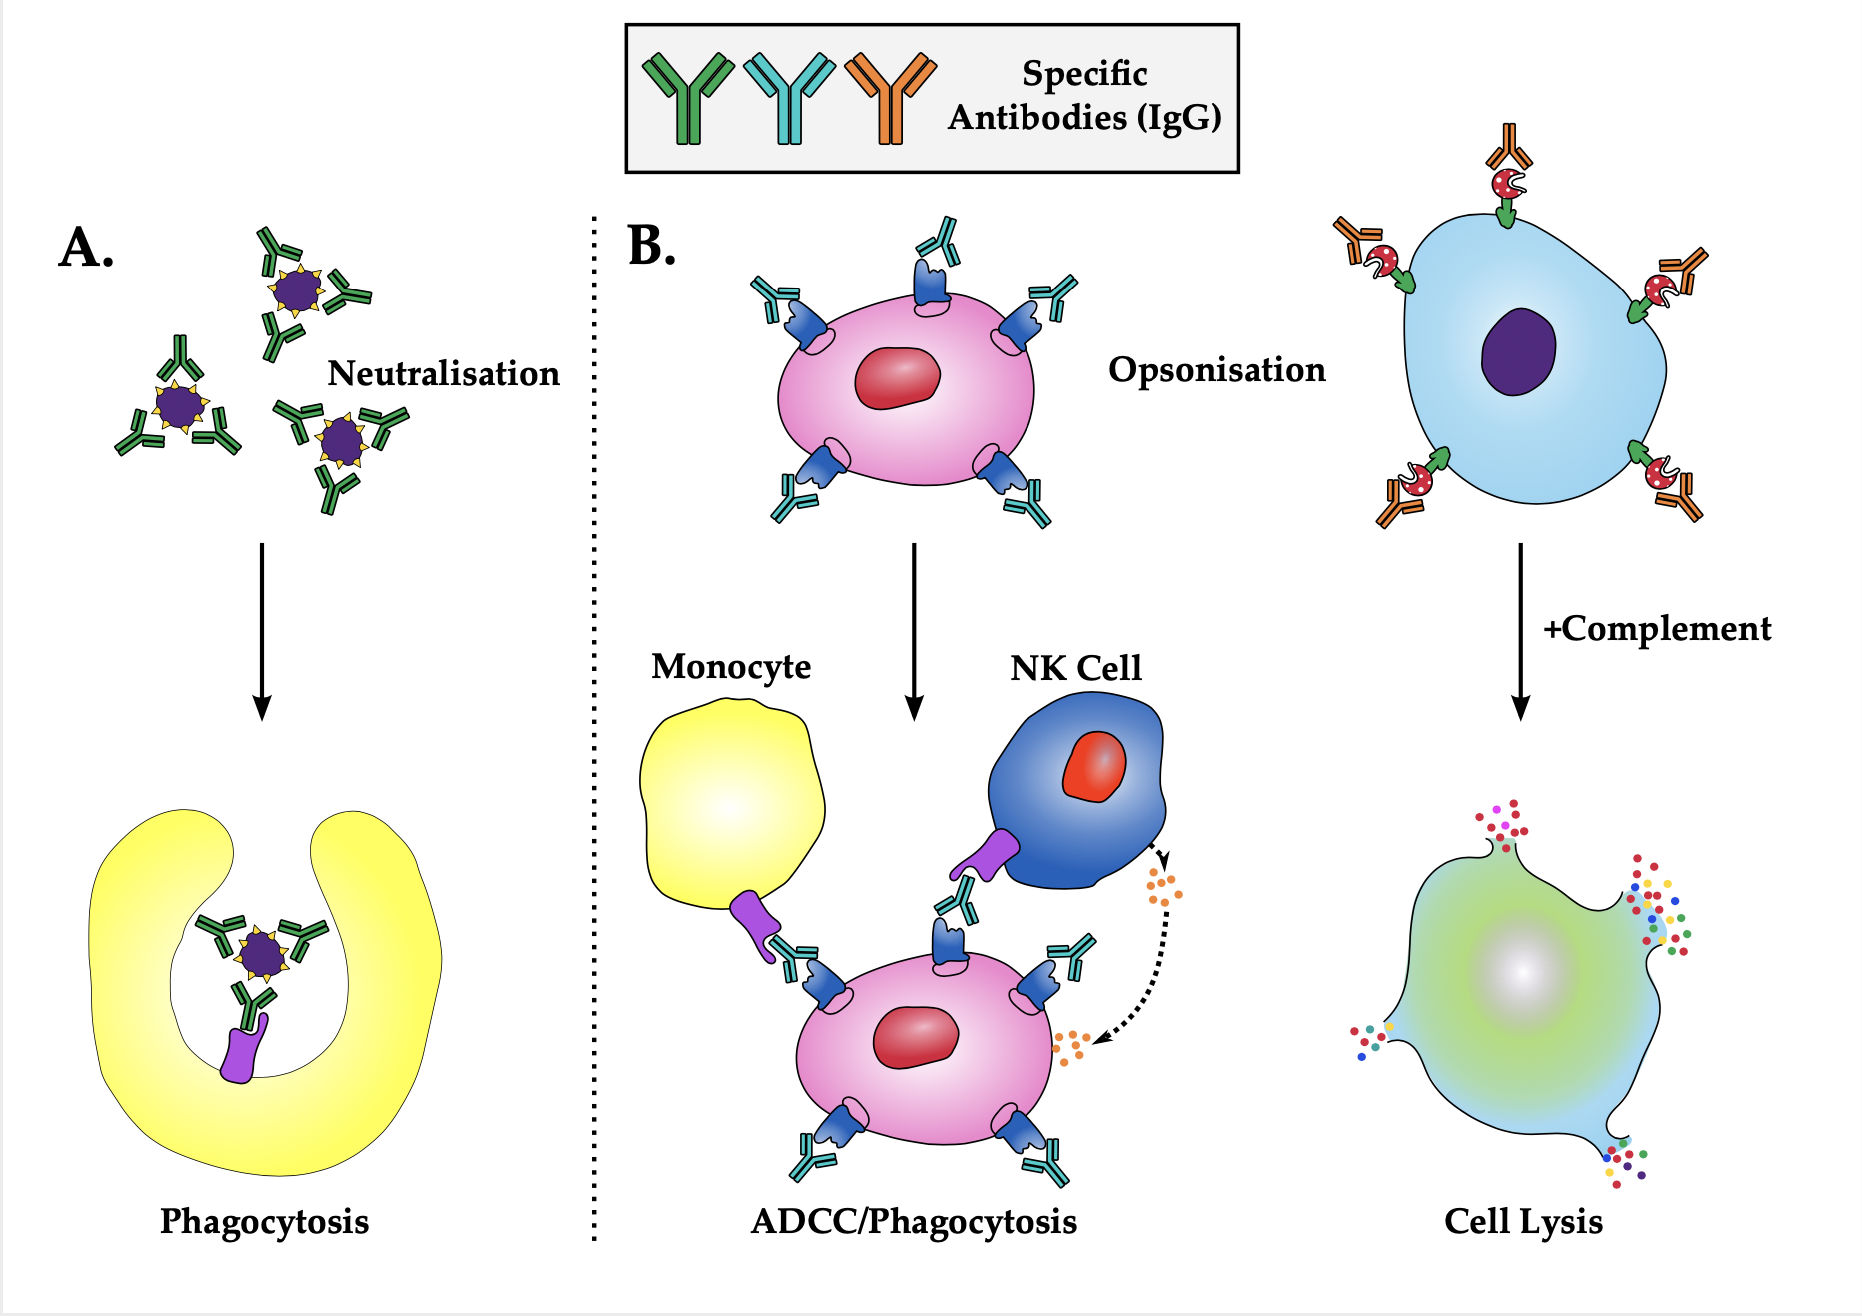 Specific
Antibodies (IgG)
A.
B.
Neutralisation
Opsonisation
+Complement
Monocyte
NK Cell
Phagocytosis
ADCC/Phagocytosis
Cell Lysis